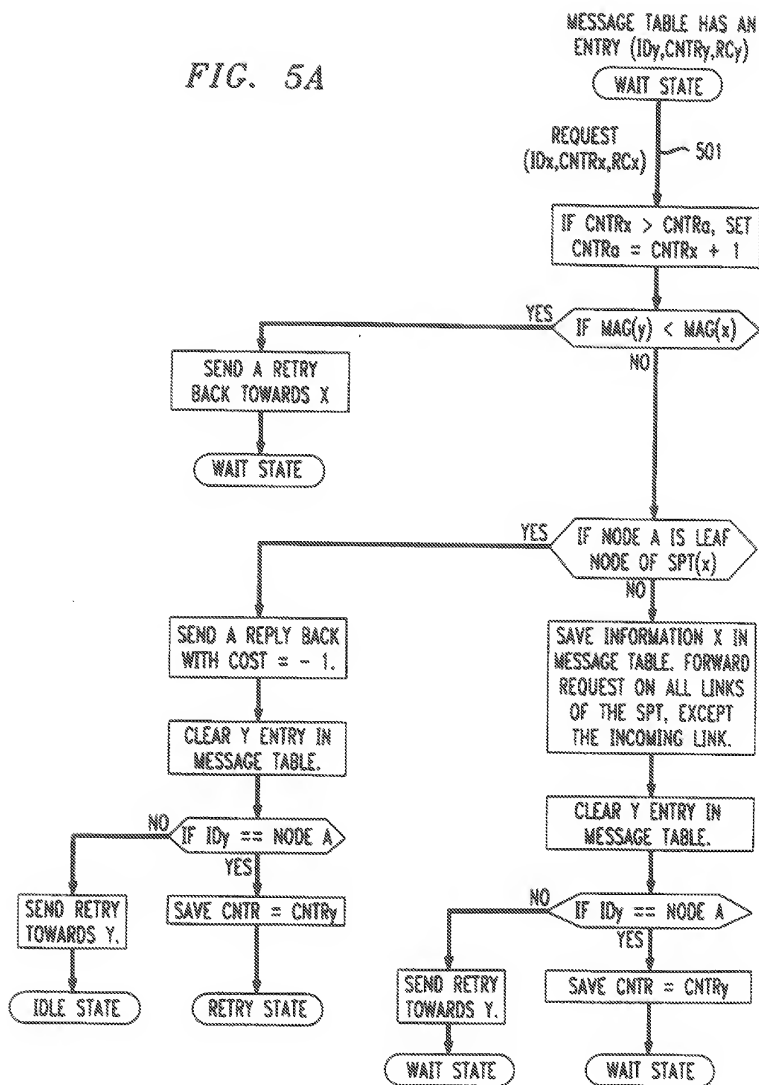 FIG. 5A
MESSAGE TABLE HAS AN
ENTRY (IDy,CNTRy,RCy)
WAIT STATE
REQUEST
(IDx,CNTRx,RCx)
501
IF CNTRx > CNTRa, SET
CNTRa = CNTRx + 1
IF MAG(y) < MAG(x)
YES
NO
SEND A RETRY
BACK TOWARDS X
WAIT STATE
IF NODE A IS LEAF
NODE OF SPT(x)
YES
NO
SEND A REPLY BACK
WITH COST = - 1.
CLEAR Y ENTRY IN
MESSAGE TABLE.
IF IDy == NODE A
NO
YES
SEND RETRY
TOWARDS Y.
IDLE STATE
SAVE CNTR = CNTRy
RETRY STATE
SAVE INFORMATION X IN
MESSAGE TABLE. FORWARD
REQUEST ON ALL LINKS
OF THE SPT, EXCEPT
THE INCOMING LINK.
CLEAR Y ENTRY IN
MESSAGE TABLE.
IF IDy == NODE A
NO
YES
SEND RETRY
TOWARDS Y.
WAIT STATE
SAVE CNTR = CNTRy
WAIT STATE